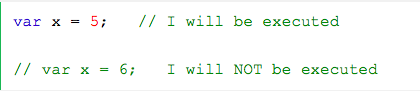 var x = 5;   // I will be executed
// var x = 6;   I will NOT be executed